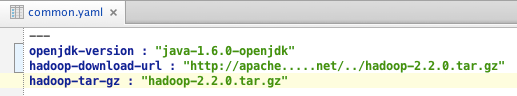 common.yaml
---
openjdk-version : "java-1.6.0-openjdk"
hadoop-download-url : "http://apache.....net/../hadoop-2.2.0.tar.gz"
hadoop-tar-gz : "hadoop-2.2.0.tar.gz"